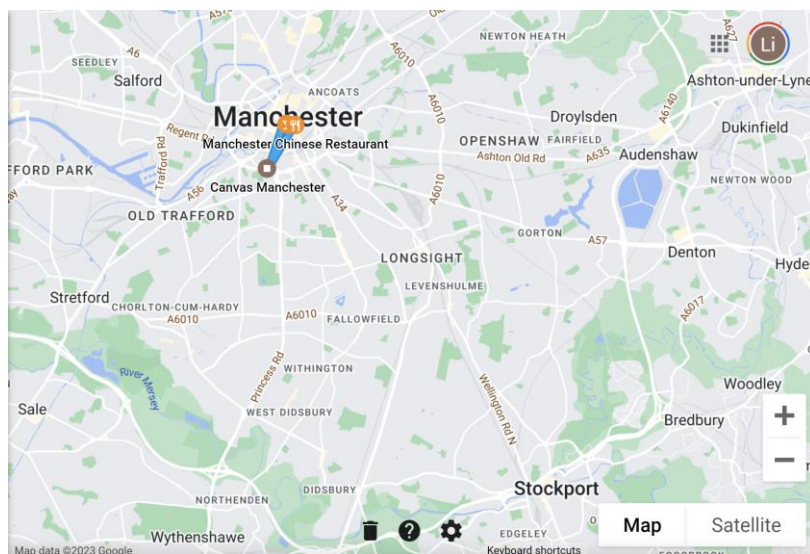 NEWTON HEATH
A627
A576
A6010
A6
SEEDLEY
Salford
Li
ANCOATS
Ashton-under-Lyne
Manchester
A6010
A6140
Droylsden
Regent Rd
OPENSHAW
FAIRFIELD
Dukinfield
Trafford Rd
Manchester Chinese Restaurant
Ashton Old Rd
A635
Audenshaw
FFORD PARK
A56
Canvas Manchester
NEWTON WOOD
A34
A6010
OLD TRAFFORD
GORTON
A57
Denton
LONGSIGHT
Hyde
LEVENSHULME
Stretford
CHORLTON-CUM-HARDY
A6010
A6010
FALLOWFIELD
A6017
River Mersey
Princess Rd
WITHINGTON
Wellington Rd N
Woodley
Sale
WEST DIDSBURY
Bredbury
DIDSBURY
Stockport
NORTHENDEN
Map
Satellite
Wythenshawe
EDGELEY
Map data ©2023 Google
Keyboard shortcuts